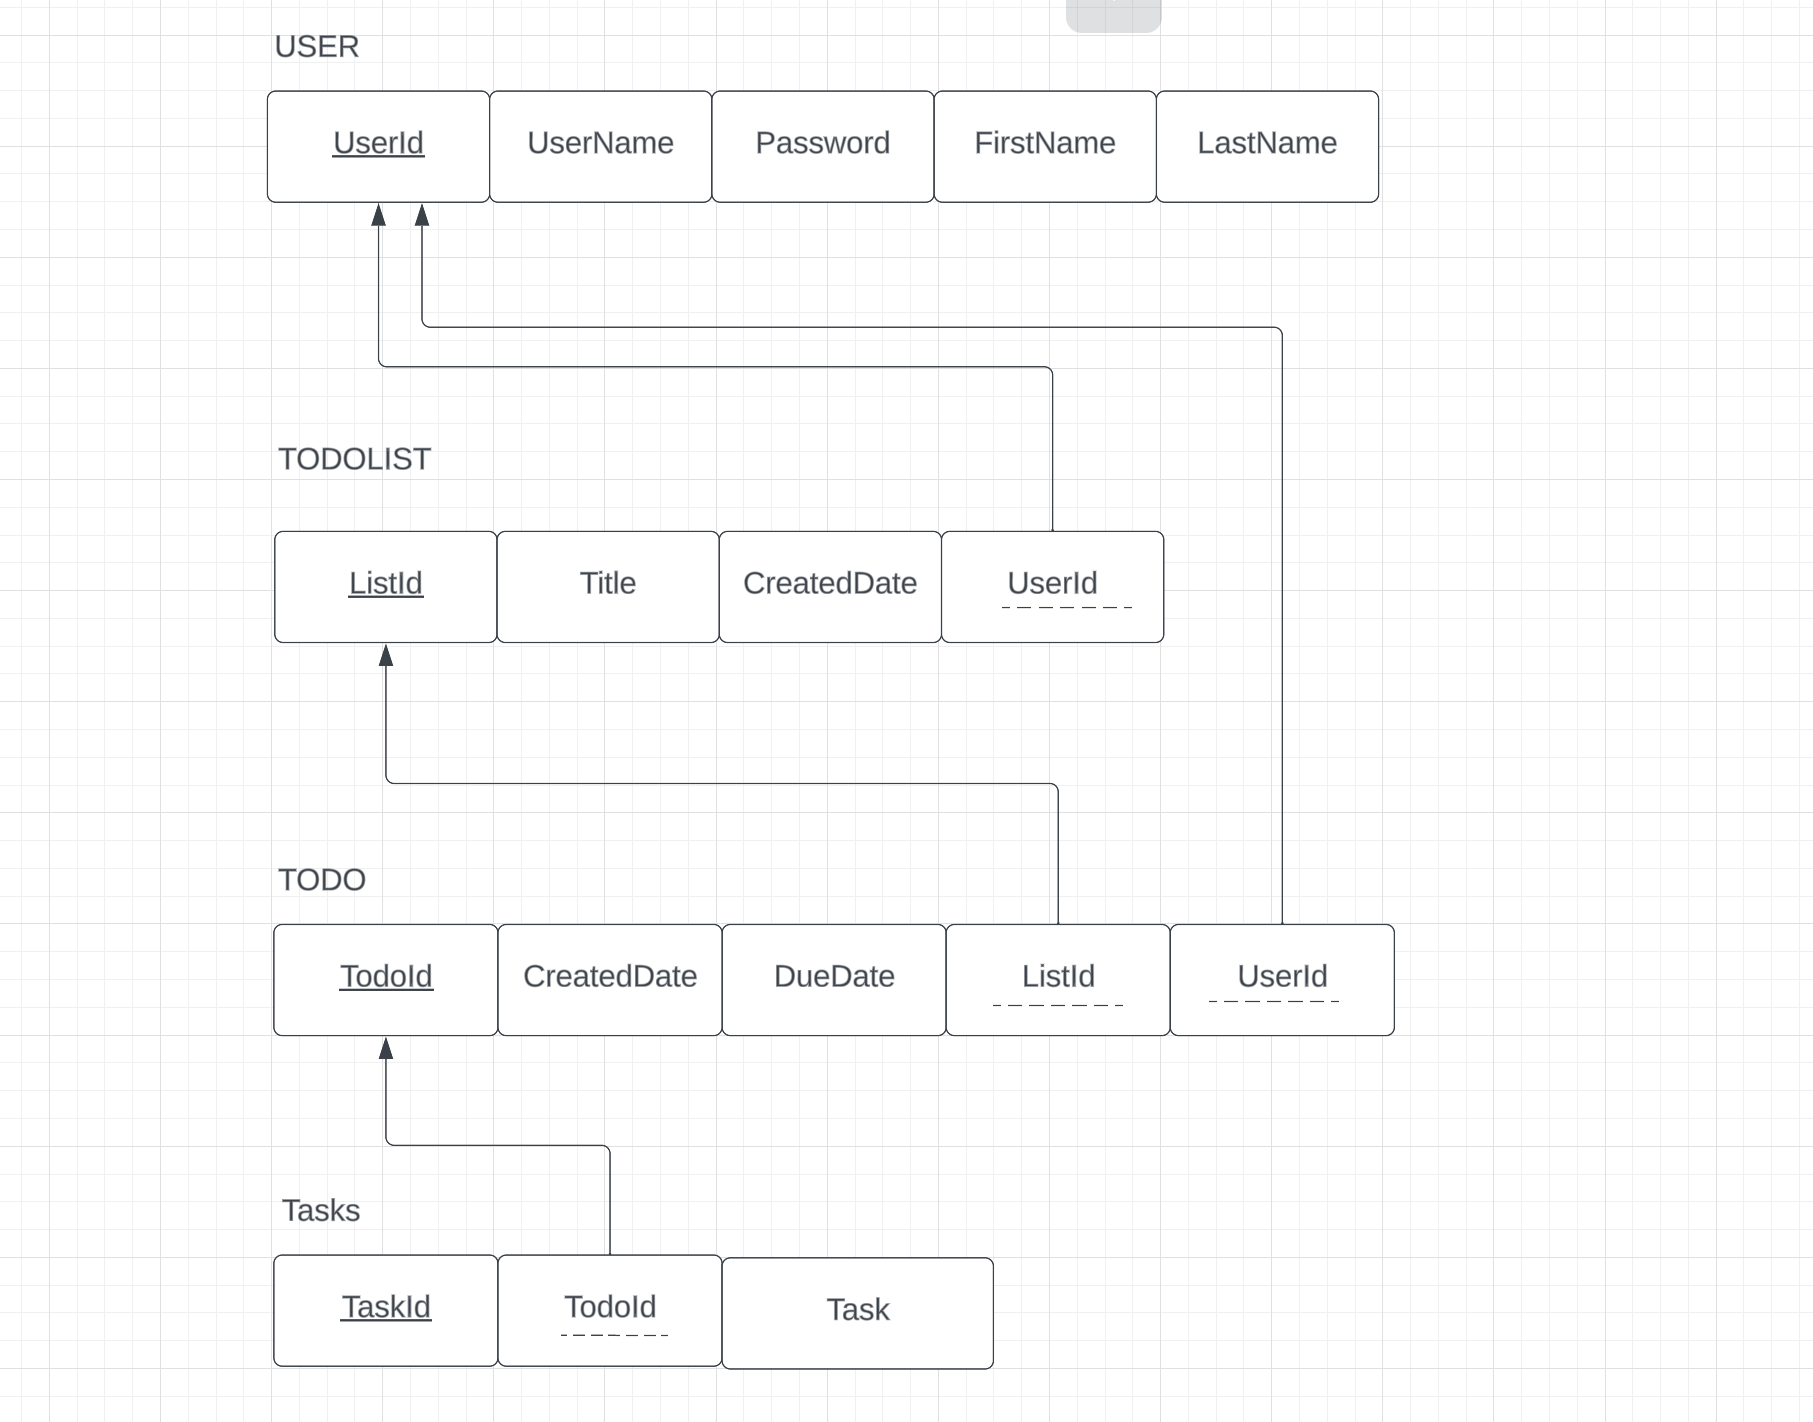 USER
UserId UserName Password FirstName LastName
TODOLIST
ListId Title CreatedDate UserId
TODO
TodoId CreatedDate DueDate ListId UserId
Tasks
TaskId TodoId Task